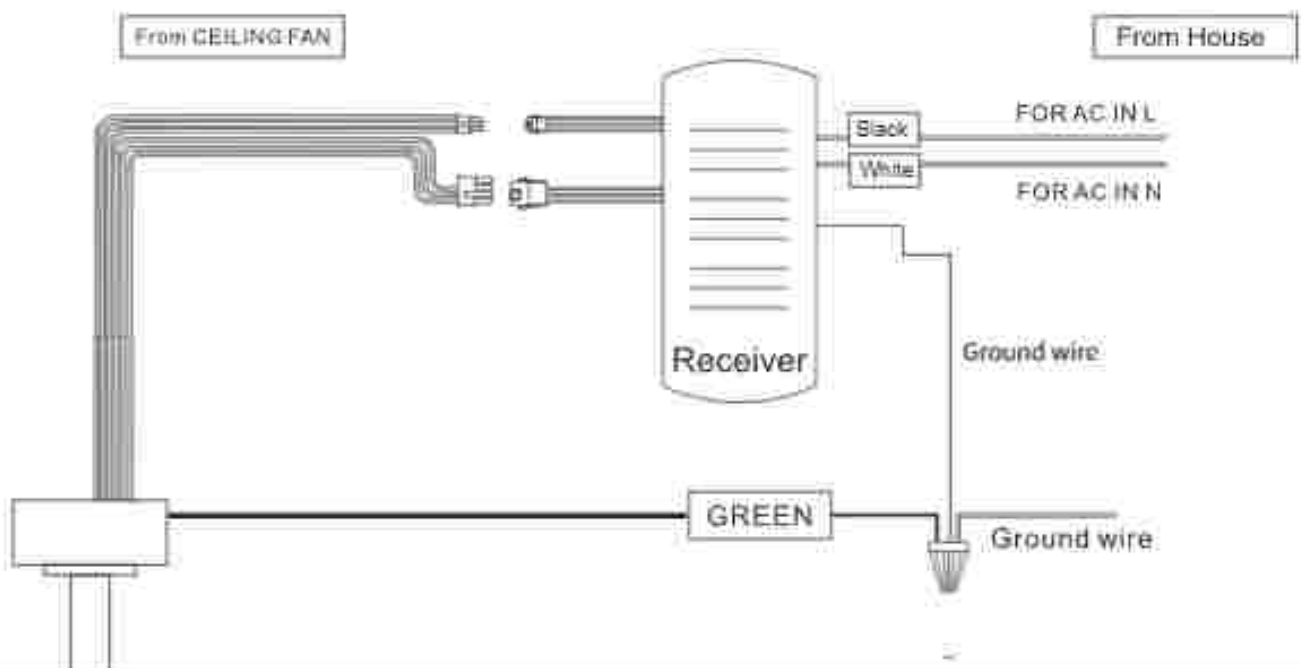 From CEILING FAN
From House
FOR AC IN L
Black
White
FOR AC IN N
Receiver
Ground wire
GREEN
Ground wire